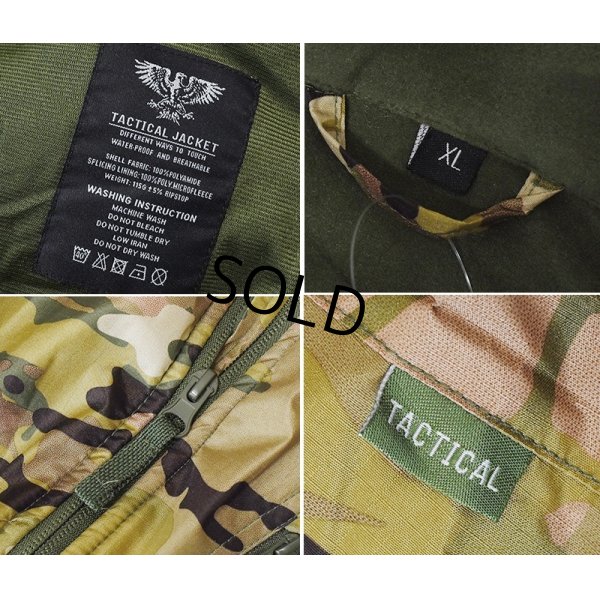 TACTICAL JACKET
DIFFERENT WAYS TO TOUCH
WATER-PROOF AND BREATHABLE
SHELL FABRIC: 100%POLYAMIDE
SPLICING LINING: 100%POLY.MICROFLEECE
WEIGHT: 115G ± 5% RIPSTOP
WASHING INSTRUCTION
MACHINE WASH
DO NOT BLEACH
DO NOT TUMBLE DRY
LOW IRAN
DO NOT DRY WASH
40°
XL
SOLD
TACTICAL